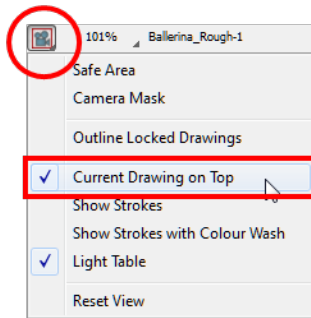 101% Ballerina_Rough-1
Safe Area
Camera Mask
Outline Locked Drawings
Current Drawing on Top
Show Strokes
Show Strokes with Colour Wash
Light Table
Reset View